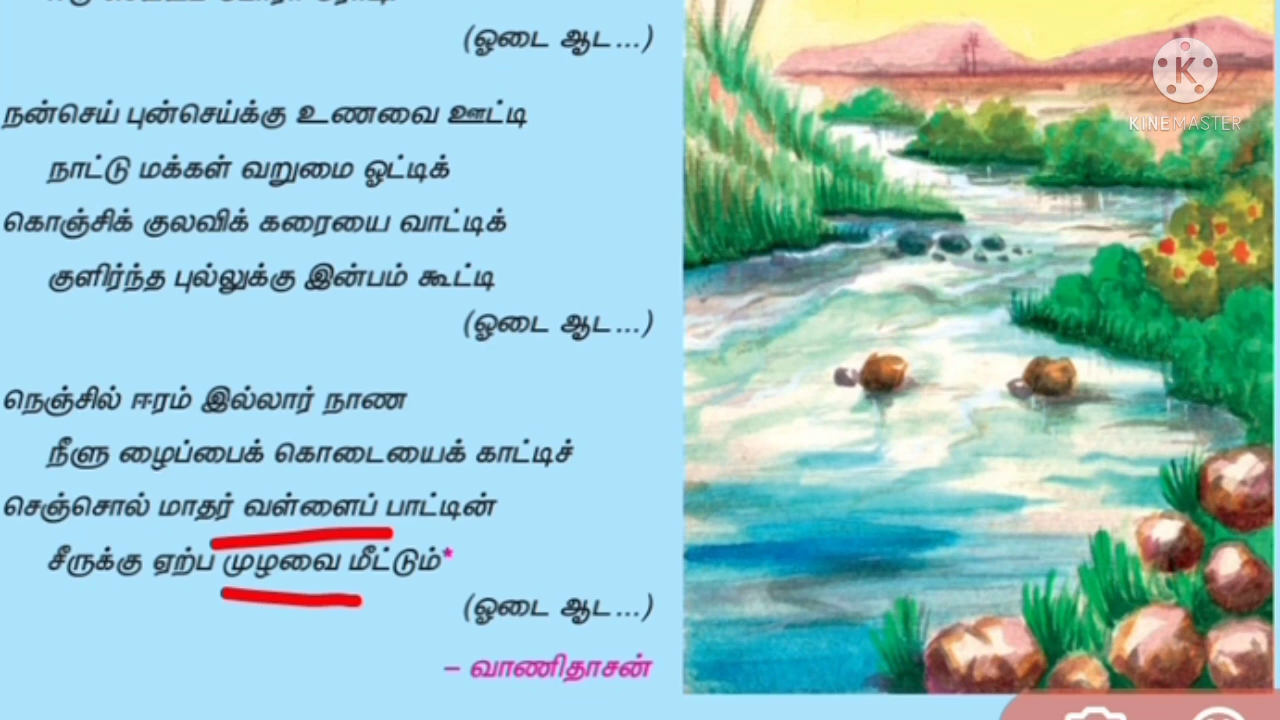 (ஓடை ஆட...)
நன்செய் புன்செய்க்கு உணவை ஊட்டி
நாட்டு மக்கள் வறுமை ஓட்டிக்
கொஞ்சிக் குலவிக் கரையை வாட்டிக்
குளிர்ந்த புல்லுக்கு இன்பம் கூட்டி
(ஓடை ஆட...)
நெஞ்சில் ஈரம் இல்லார் நாண
நீளு ழைப்பைக் கொடையைக் காட்டிச்
செஞ்சொல் மாதர் வள்ளைப் பாட்டின்
சீருக்கு ஏற்ப முழவை மீட்டும்*
(ஓடை ஆட...)
– வாணிதாசன்
K
KINEMASTER